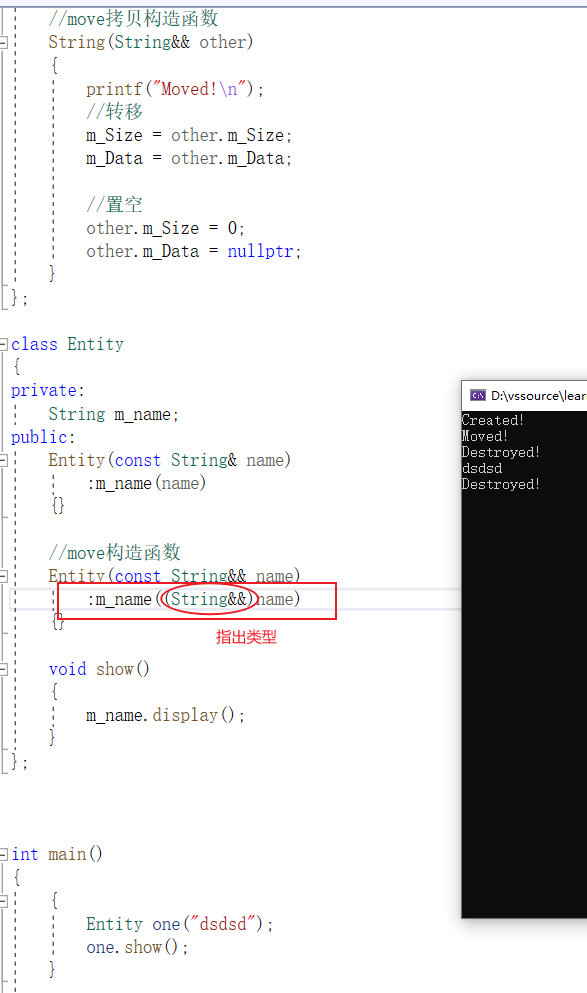 //move拷贝构造函数
String(String&& other)
{
printf("Moved!\n");
//转移
m_Size = other.m_Size;
m_Data = other.m_Data;
//置空
other.m_Size = 0;
other.m_Data = nullptr;
}
};
class Entity
{
private:
String m_name;
public:
Entity(const String& name)
:m_name(name)
{}
//move构造函数
Entity(const String&& name)
:m_name((String&&)name)
{}
指出类型
void show()
{
m_name.display();
}
};
int main()
{
{
Entity one("dsdsd");
one.show();
}
D:\vssource\lear
Created!
Moved!
Destroyed!
dsdsd
Destroyed!